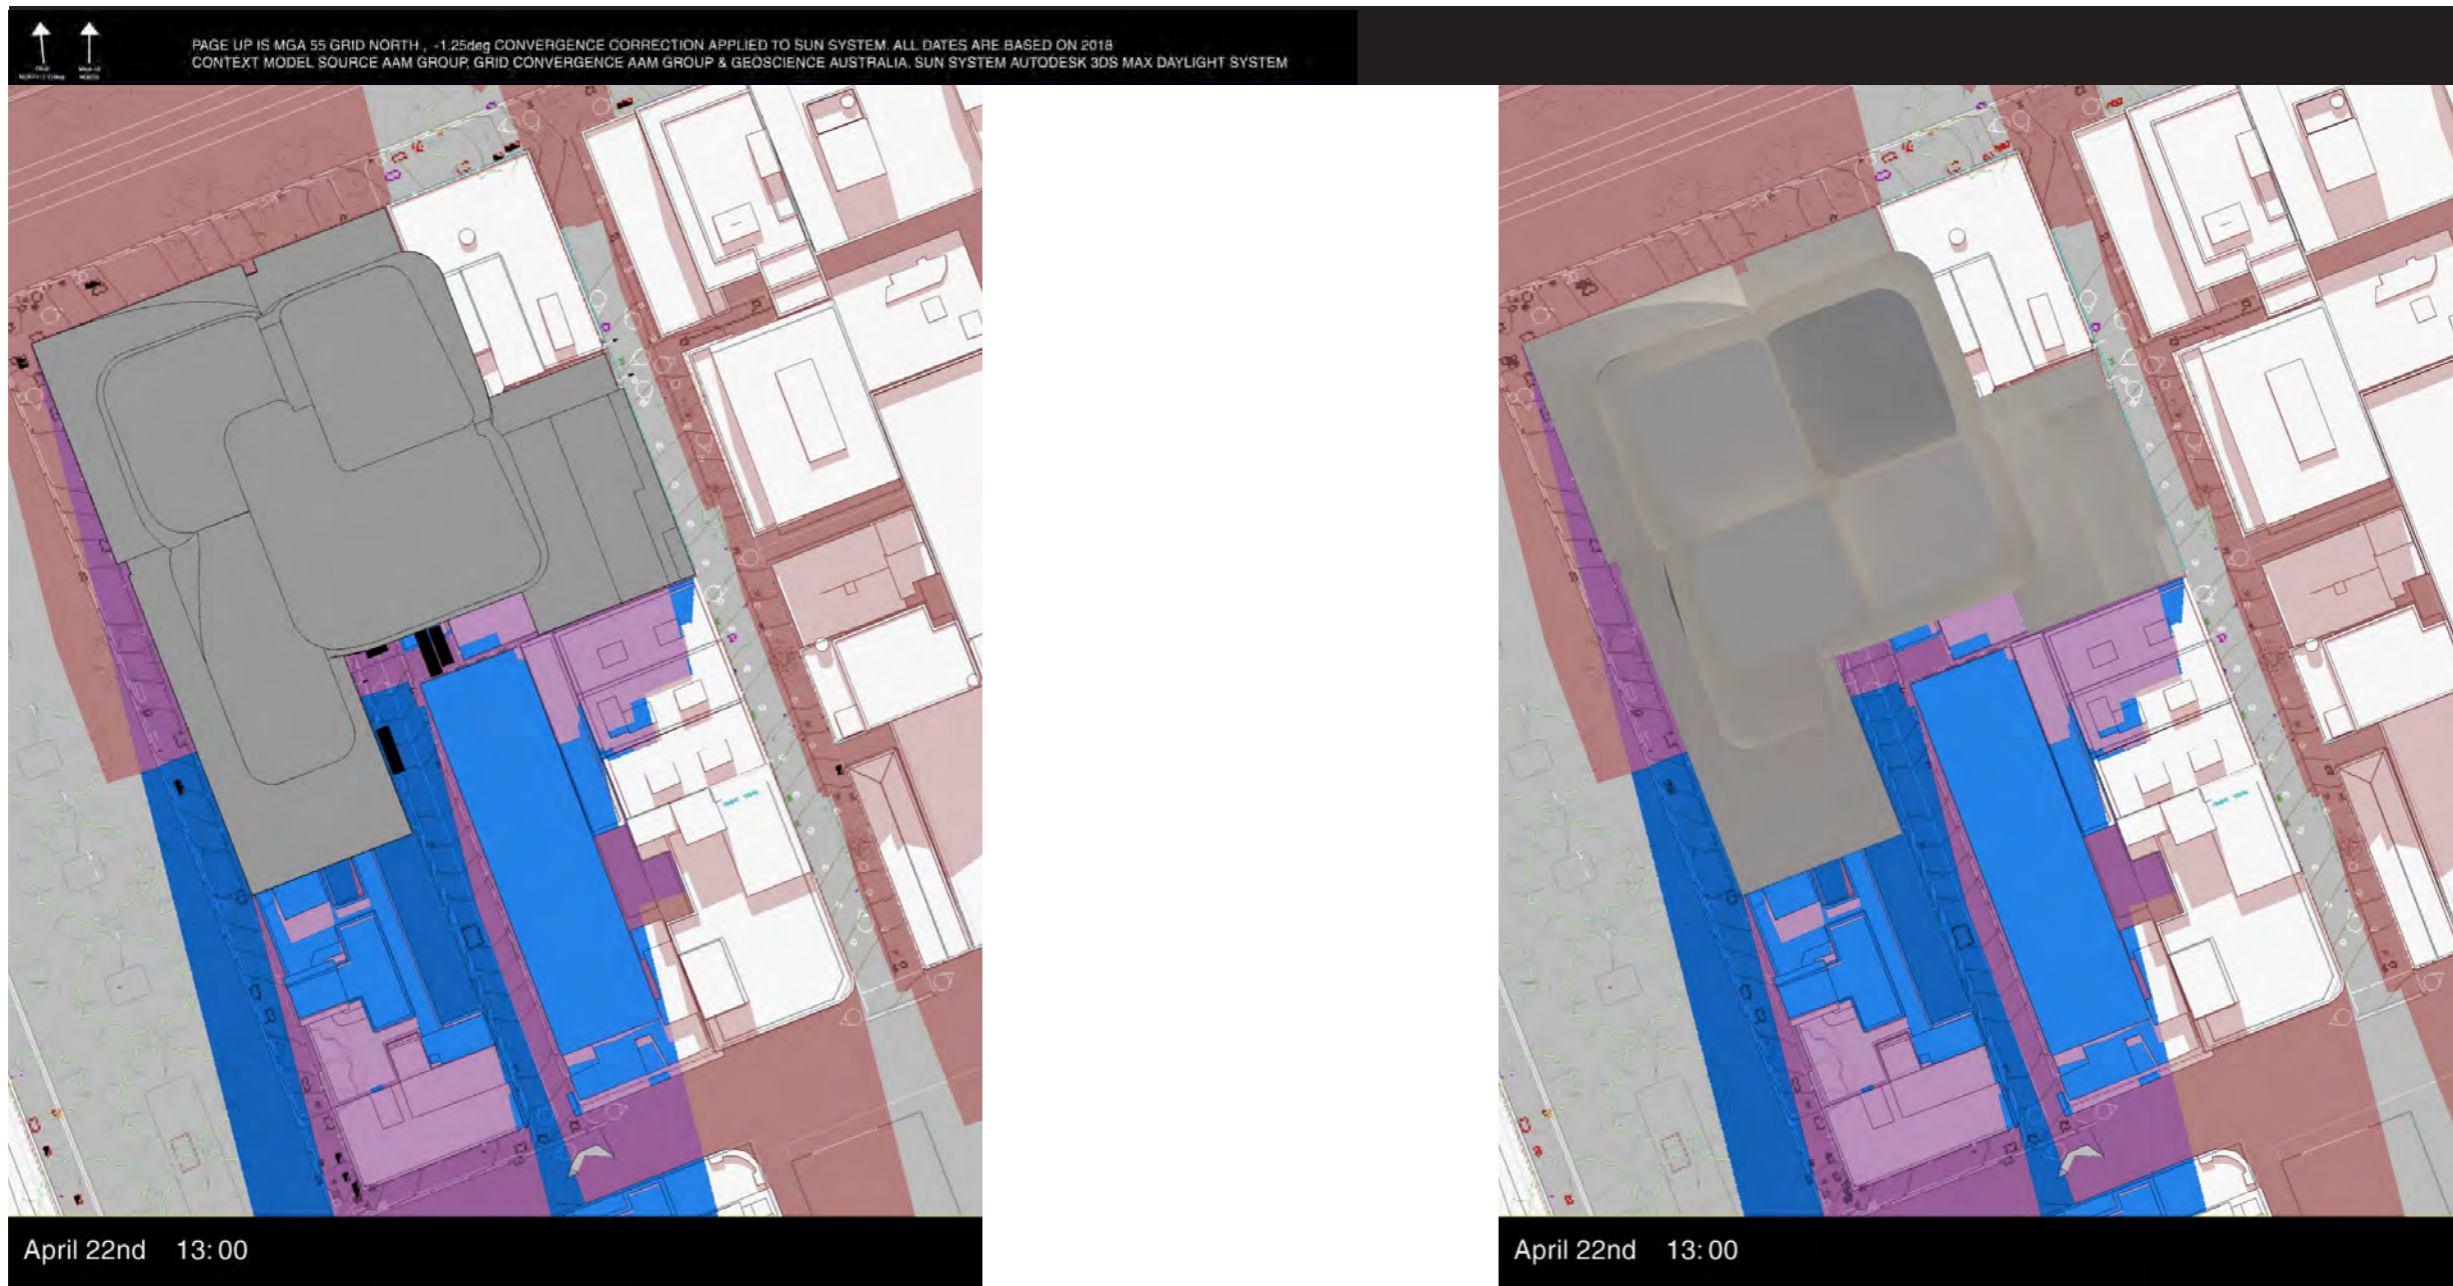 PAGE UP IS MGA 55 GRID NORTH , -1.25deg CONVERGENCE CORRECTION APPLIED TO SUN SYSTEM. ALL DATES ARE BASED ON 2018
CONTEXT MODEL SOURCE AAM GROUP, GRID CONVERGENCE AAM GROUP & GEOSCIENCE AUSTRALIA. SUN SYSTEM AUTODESK 3DS MAX DAYLIGHT SYSTEM
April 22nd 13:00
April 22nd 13:00